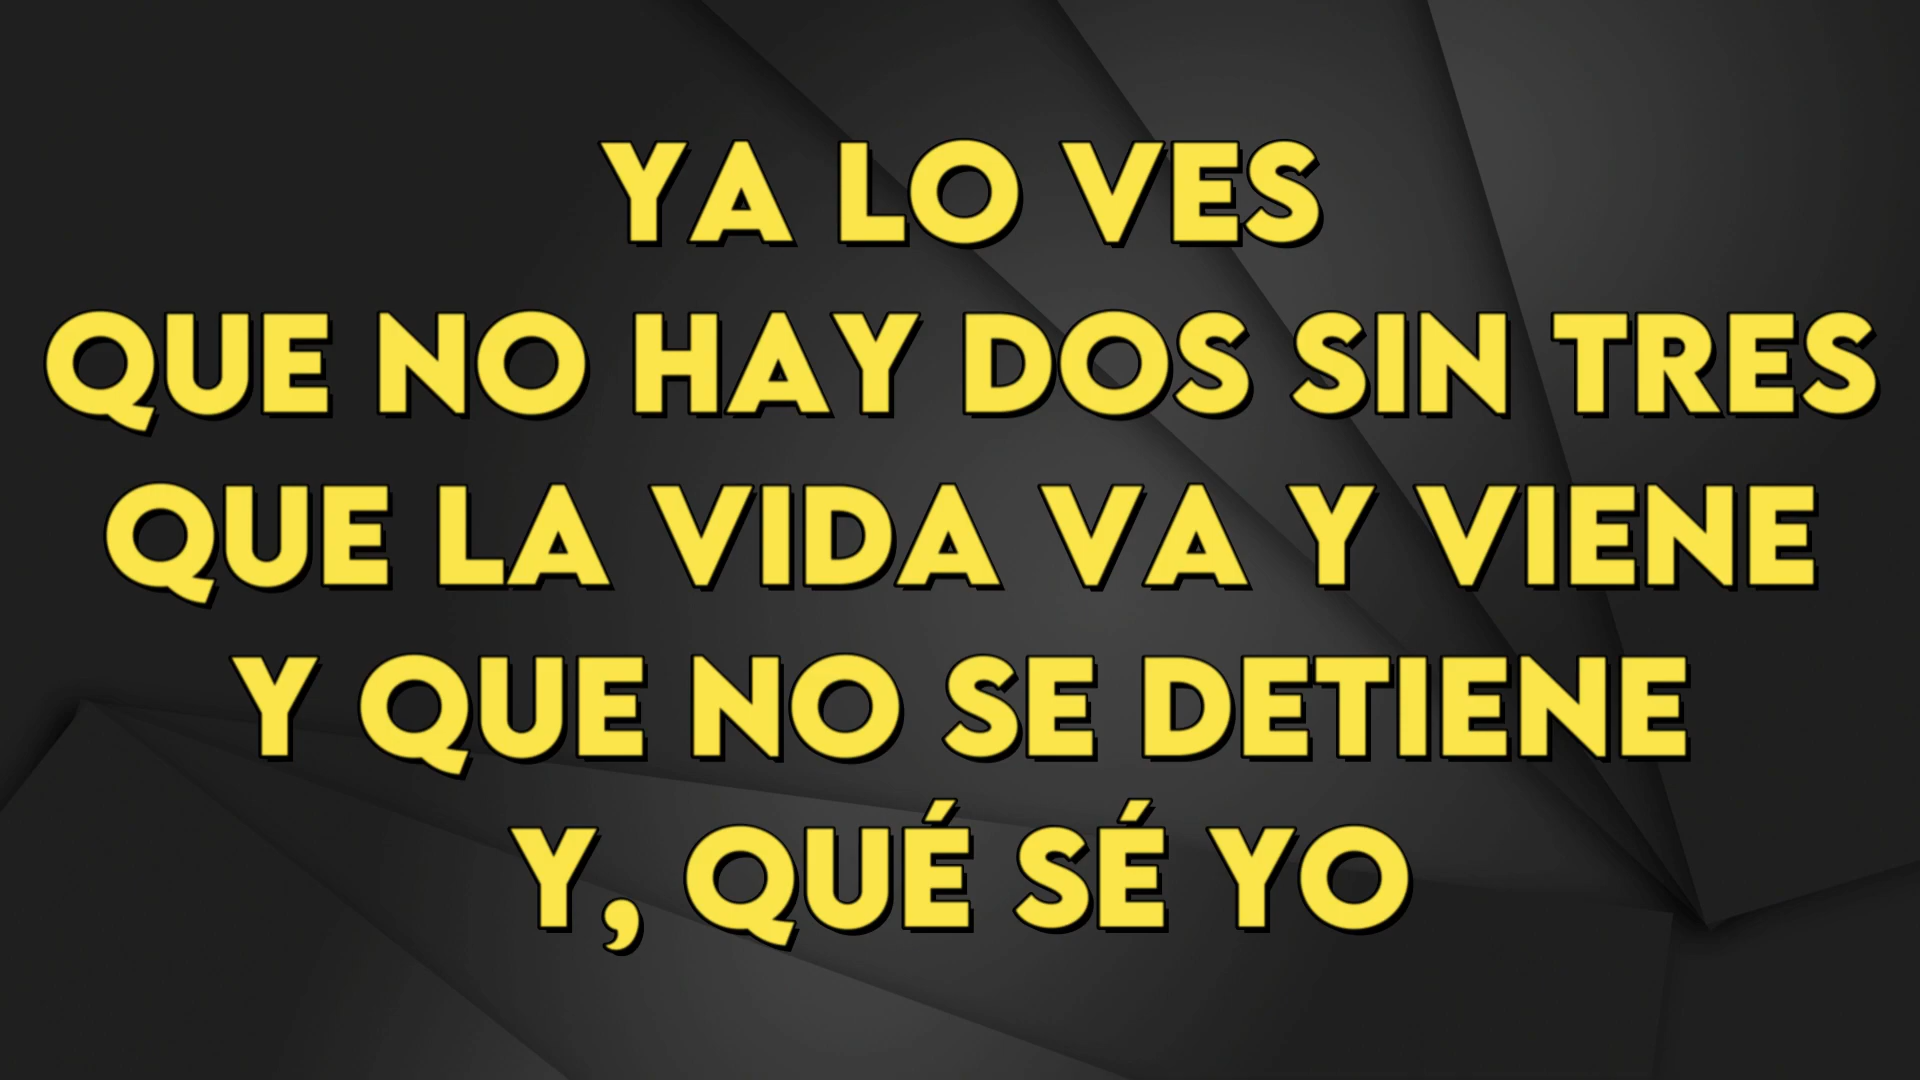 YA LO VES
QUE NO HAY DOS SIN TRES
QUE LA VIDA VA Y VIENE
Y QUE NO SE DETIENE
Y, QUÉ SÉ YO